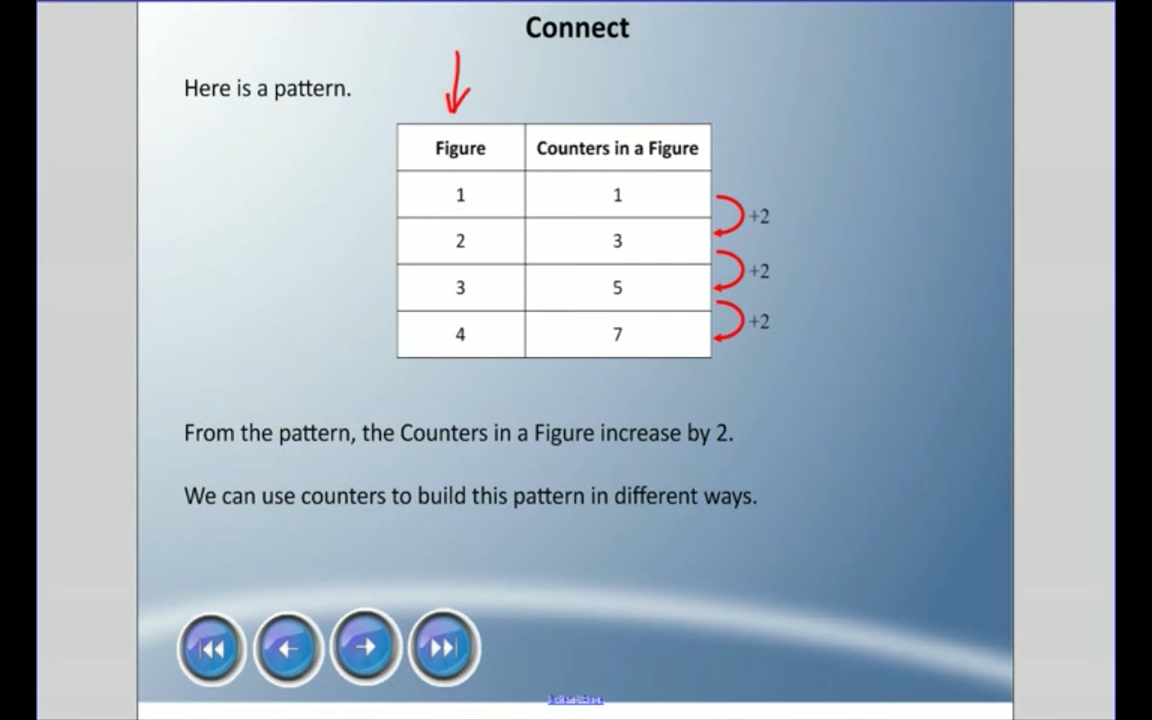 Connect
Here is a pattern.
Figure Counters in a Figure
1 1
+2
2 3
+2
3 5
+2
4 7
From the pattern, the Counters in a Figure increase by 2.
We can use counters to build this pattern in different ways.